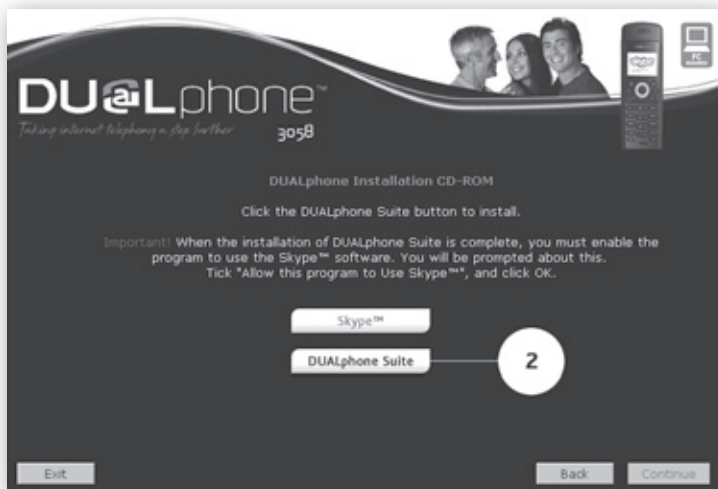 DU@Lphone™
Taking internet telephony a step further
3058
PC
REQUIRED
DUALphone Installation CD-ROM
Click the DUALphone Suite button to install.
Important! When the installation of DUALphone Suite is complete, you must enable the
program to use the Skype™ software. You will be prompted about this.
Tick "Allow this program to Use Skype™", and click OK.
Skype™
DUALphone Suite
2
Exit
Back
Continue